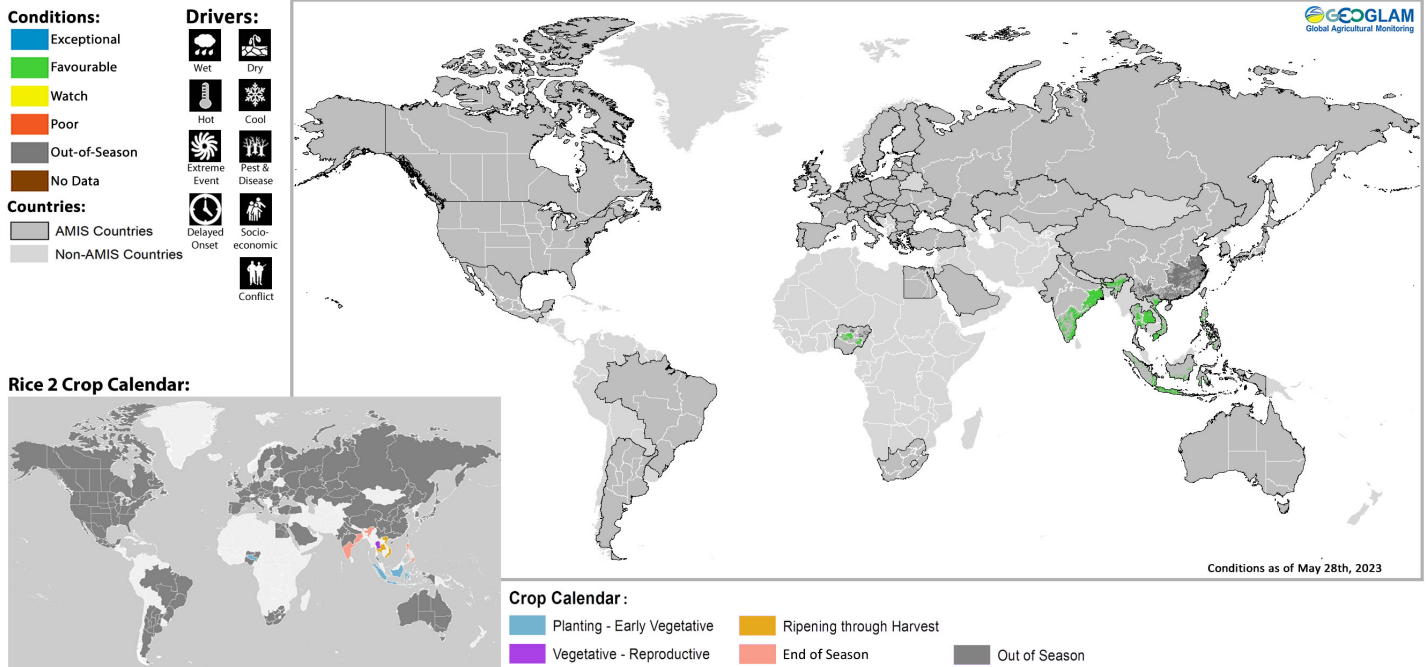 Conditions:
Exceptional
Favourable
Watch
Poor
Out-of-Season
No Data
Countries:
AMIS Countries
Non-AMIS Countries
Drivers:
Wet
Dry
Hot
Cool
Extreme
Event
Pest &
Disease
Delayed
Onset
Socio-
economic
Conflict
GEOGLAM
Global Agricultural Monitoring
Conditions as of May 28th, 2023
Rice 2 Crop Calendar:
Crop Calendar :
Planting - Early Vegetative
Ripening through Harvest
Vegetative - Reproductive
End of Season
Out of Season